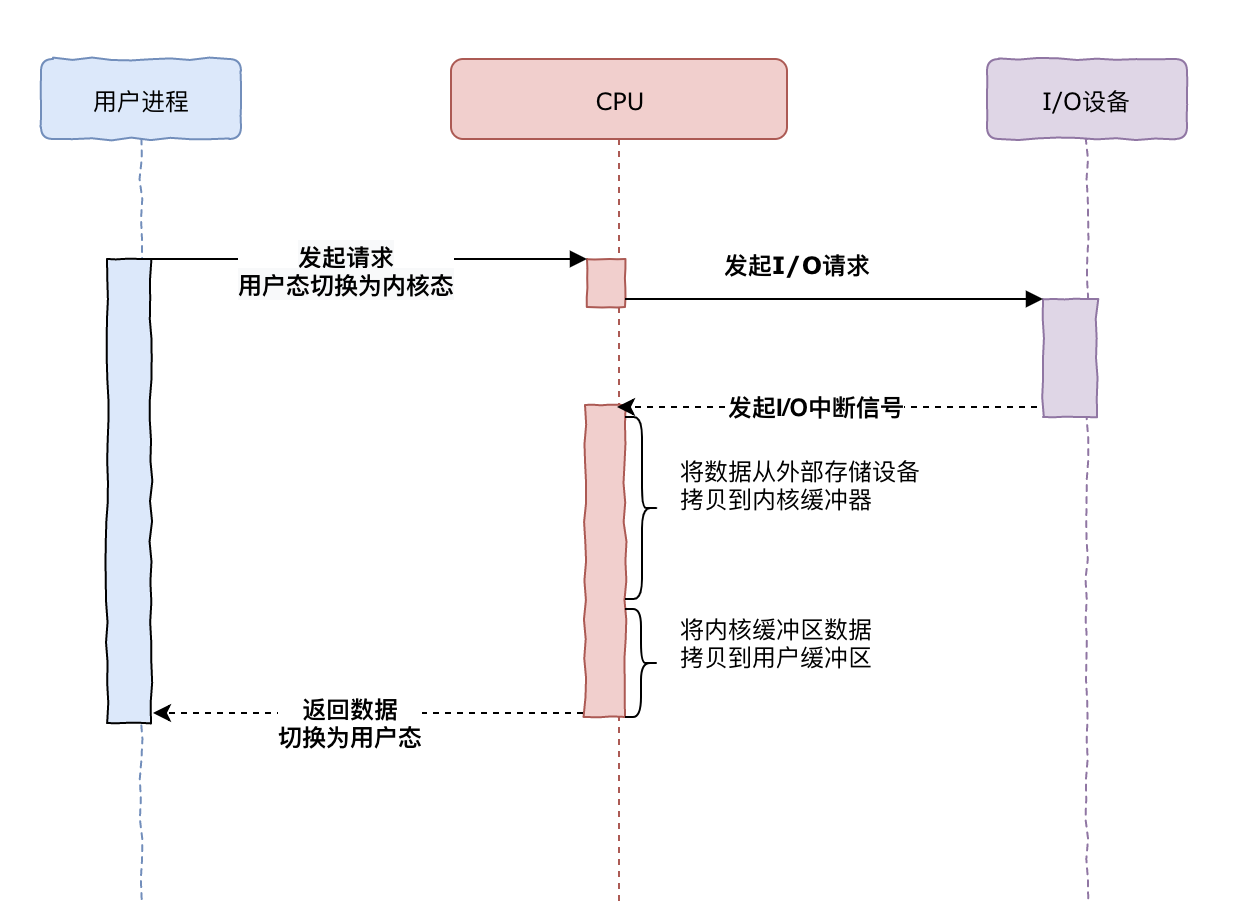 用户进程
CPU
I/O设备
发起请求
用户态切换为内核态
发起I/O请求
发起I/O中断信号
将数据从外部存储设备
拷贝到内核缓冲器
将内核缓冲区数据
拷贝到用户缓冲区
返回数据
切换为用户态